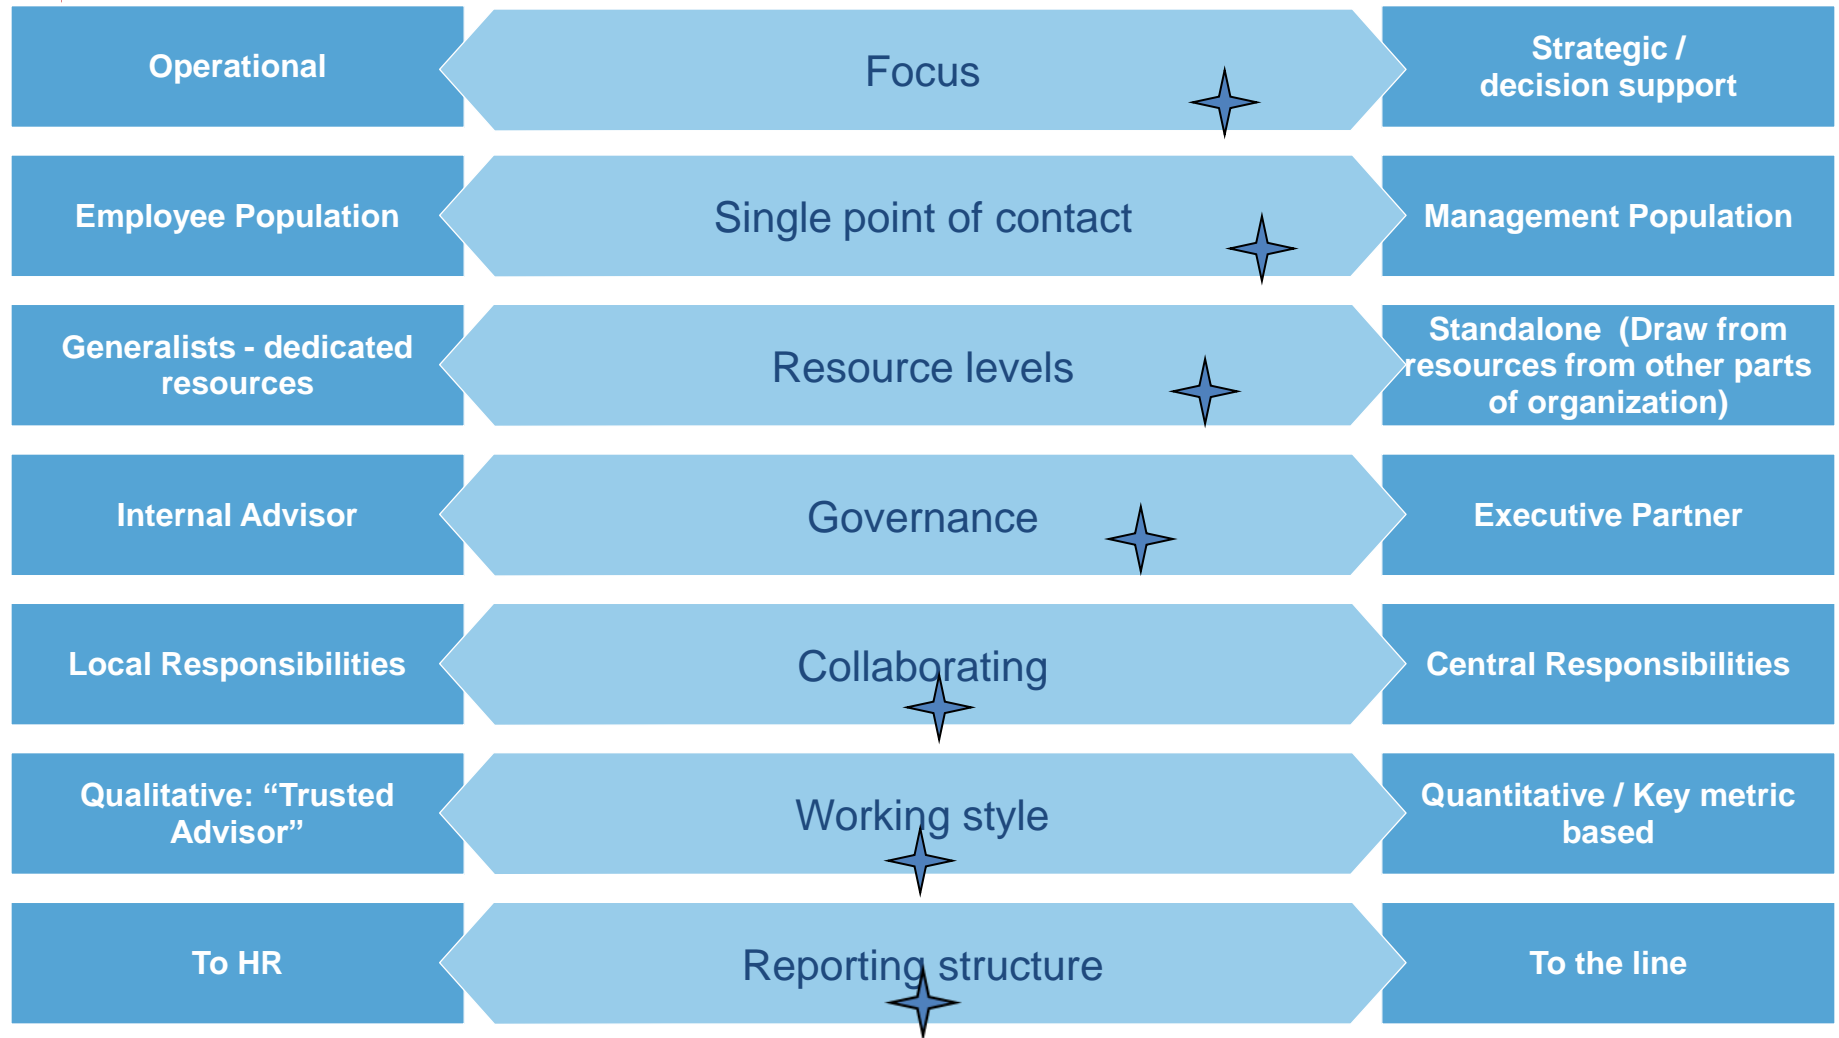 Operational
Focus
Strategic /
decision support
Employee Population
Single point of contact
Management Population
Generalists - dedicated
resources
Resource levels
Standalone  (Draw from
resources from other parts
of organization)
Internal Advisor
Governance
Executive Partner
Local Responsibilities
Collaborating
Central Responsibilities
Qualitative: “Trusted
Advisor”
Working style
Quantitative / Key metric
based
To HR
Reporting structure
To the line